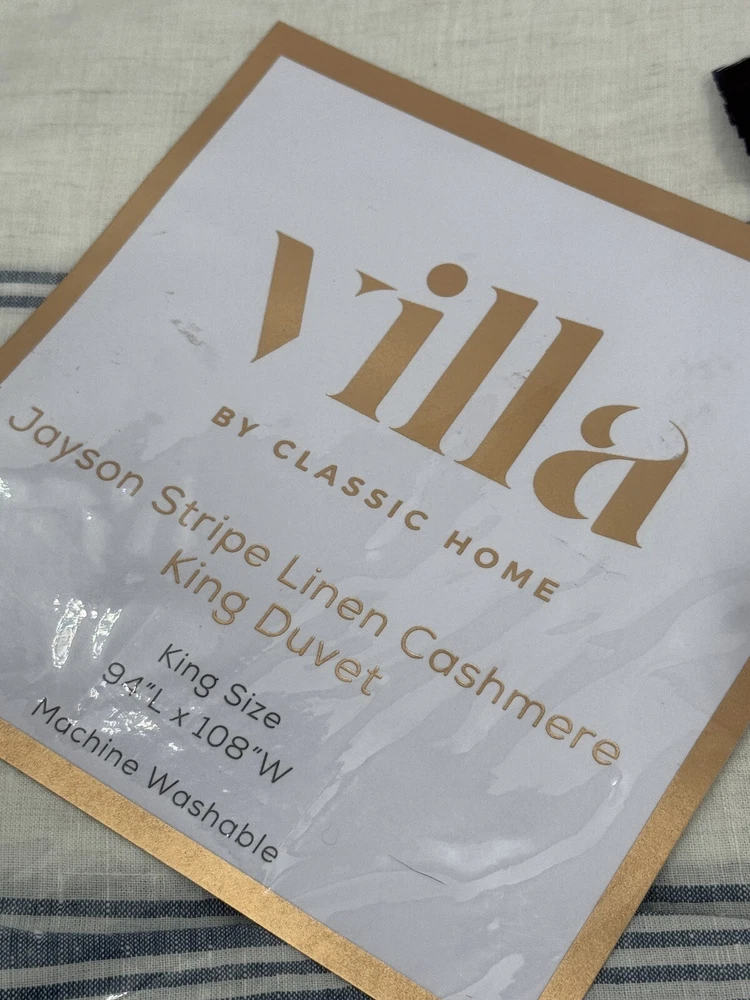 villa
BY CLASSIC HOME
Jayson Stripe Linen Cashmere
King Duvet
King Size
94"L x 108"W
Machine Washable